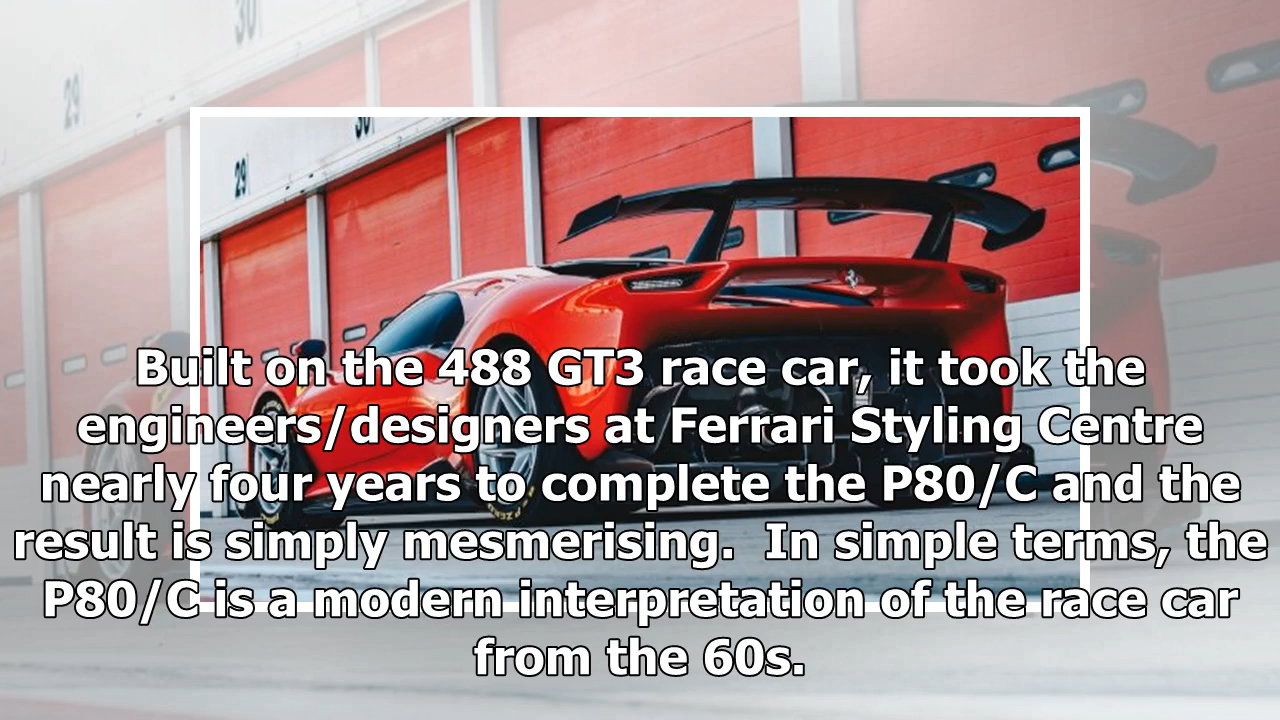 30
29
30
29
Built on the 488 GT3 race car, it took the
engineers/designers at Ferrari Styling Centre
nearly four years to complete the P80/C and the
result is simply mesmerising.  In simple terms, the
P80/C is a modern interpretation of the race car
from the 60s.